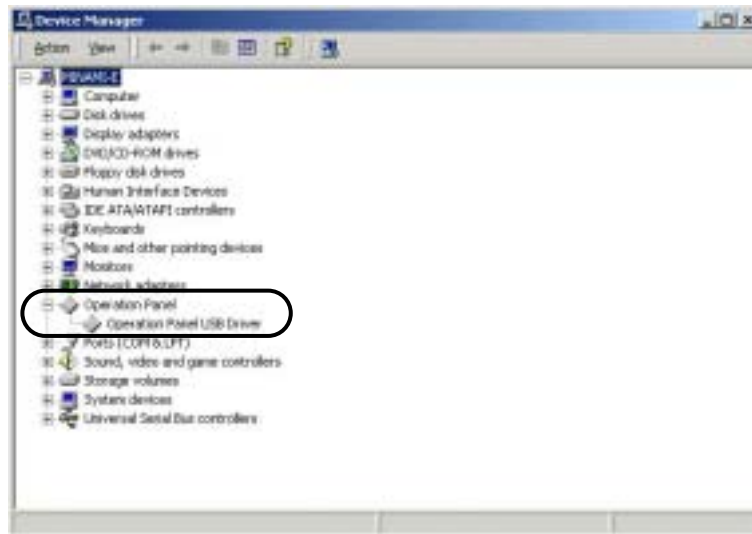 Device Manager
Action View
Computer
Disk drives
Display adapters
DVD/CD-ROM drives
Floppy disk drives
Human Interface Devices
IDE ATA/ATAPI controllers
Keyboards
Mice and other pointing devices
Monitors
Network adapters
Operation Panel
Operation Panel USB Driver
Ports (COM & LPT)
Sound, video and game controllers
Storage volumes
System devices
Universal Serial Bus controllers